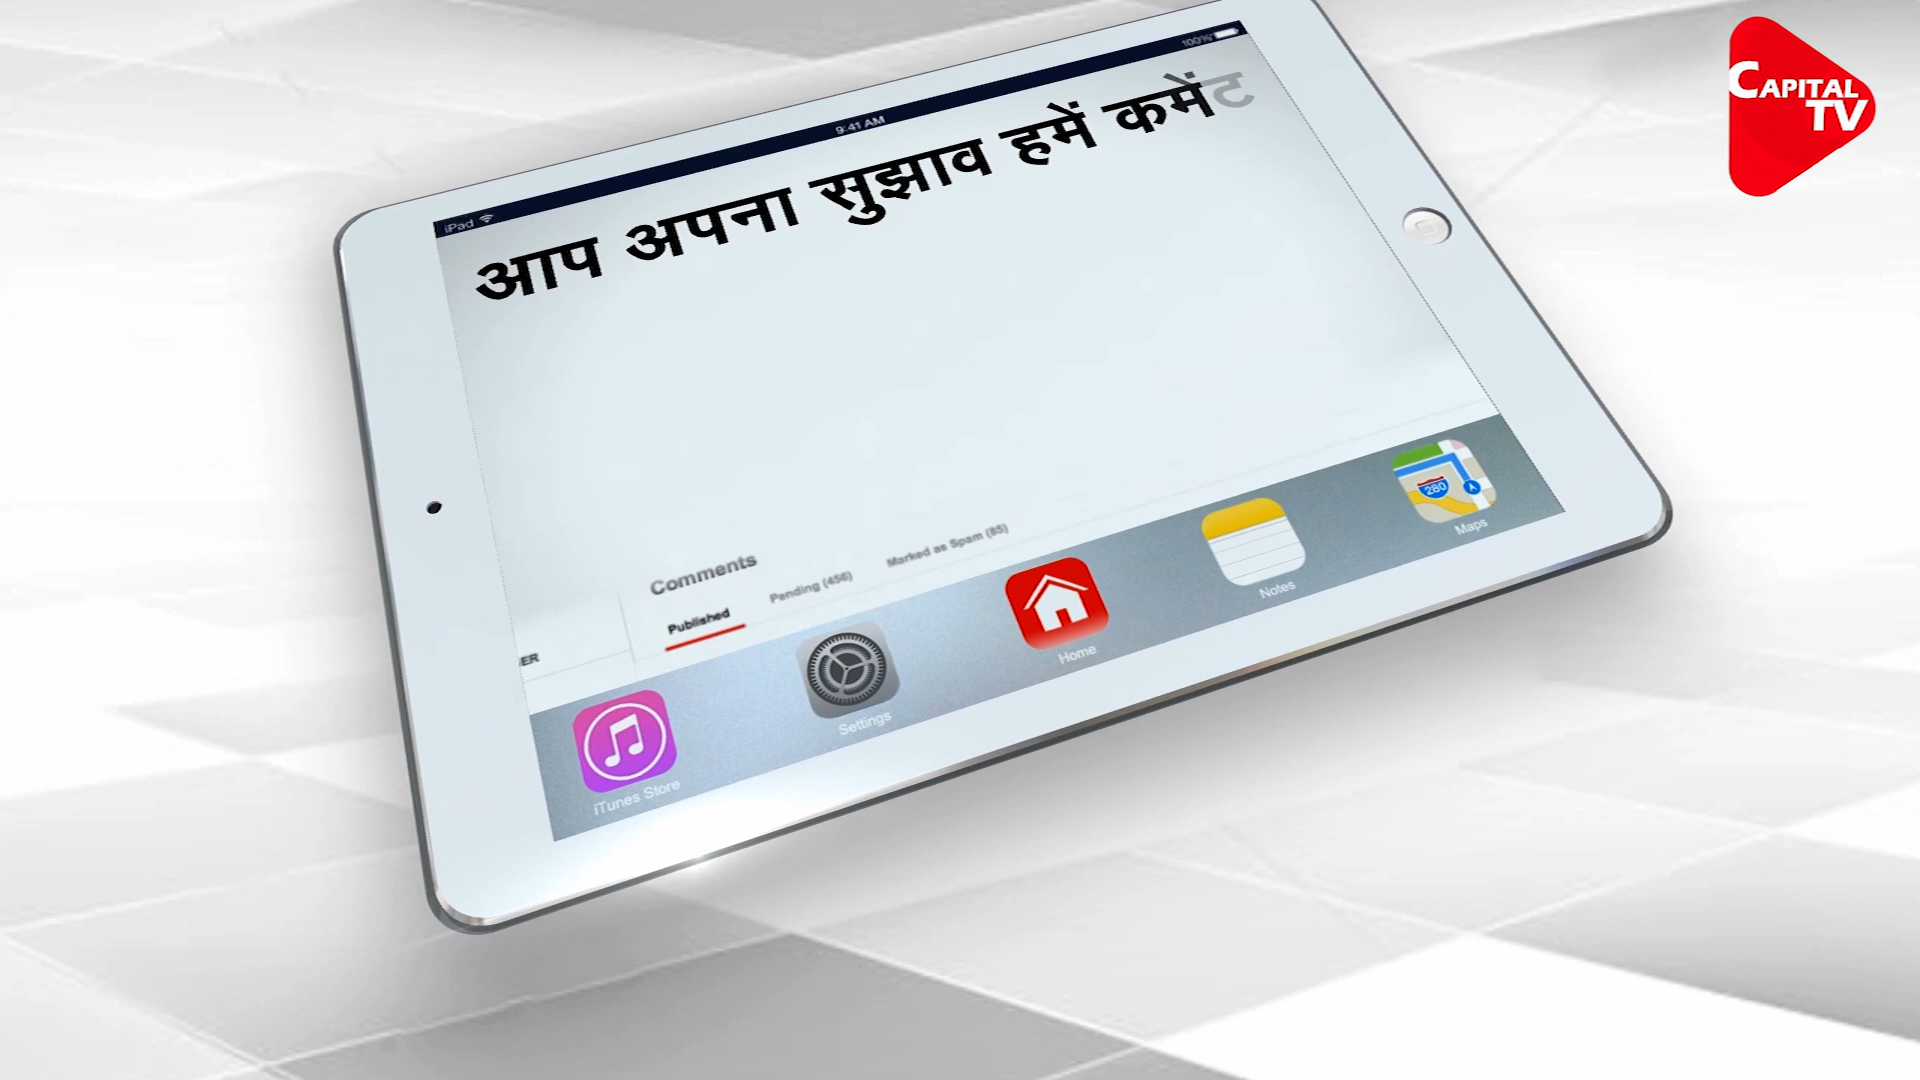 CAPITAL
TV
iPad
9:41 AM
100%
आप अपना सुझाव हमें कमेंट
Comments
Published
Pending (456)
Marked as Spam (85)
ER
iTunes Store
Settings
Home
Notes
280
Maps